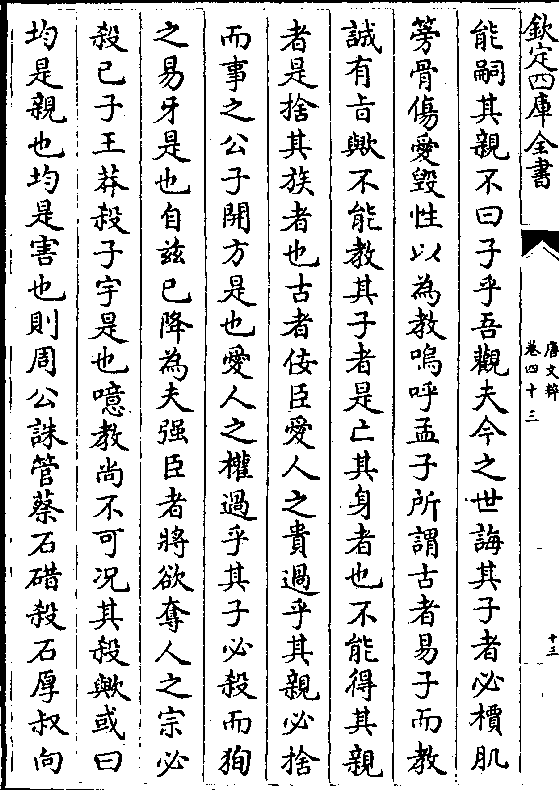 欽定四庫全書
唐文粹
卷四十三
十三
能嗣其親不曰子乎吾觀夫今之世誨其子者必櫝肌
篣骨傷愛毀性以為教嗚呼孟子所謂古者易子而教
誠有㫖歟不能教其子者是亡其身者也不能得其親
者是捨其族者也古者佞臣愛人之貴過乎其親必捨
而事之公子開方是也愛人之權過乎其子必殺而狥
之易牙是也自兹已降為夫强臣者將欲奪人之宗必
殺已子王莽殺子宇是也噫教尚不可况其殺歟或曰
均是親也均是害也則周公誅管蔡石碏殺石厚叔向